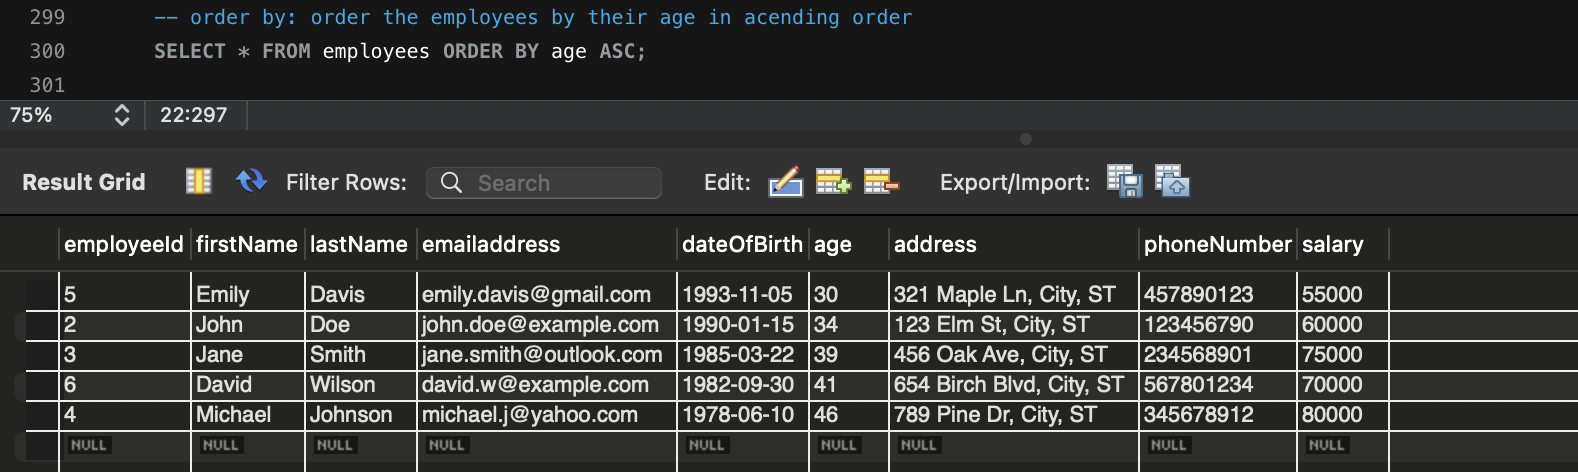 299 -- order by: order the employees by their age in acending order
300 SELECT * FROM employees ORDER BY age ASC;
301
75% 22:297
Result Grid Filter Rows: Search Edit: Export/Import:
employeeId firstName lastName emailaddress dateOfBirth age address phoneNumber salary
5 Emily Davis emily.davis@gmail.com 1993-11-05 30 321 Maple Ln, City, ST 457890123 55000
2 John Doe john.doe@example.com 1990-01-15 34 123 Elm St, City, ST 123456790 60000
3 Jane Smith jane.smith@outlook.com 1985-03-22 39 456 Oak Ave, City, ST 234568901 75000
6 David Wilson david.w@example.com 1982-09-30 41 654 Birch Blvd, City, ST 567801234 70000
4 Michael Johnson michael.j@yahoo.com 1978-06-10 46 789 Pine Dr, City, ST 345678912 80000
NULL NULL NULL NULL NULL NULL NULL NULL NULL